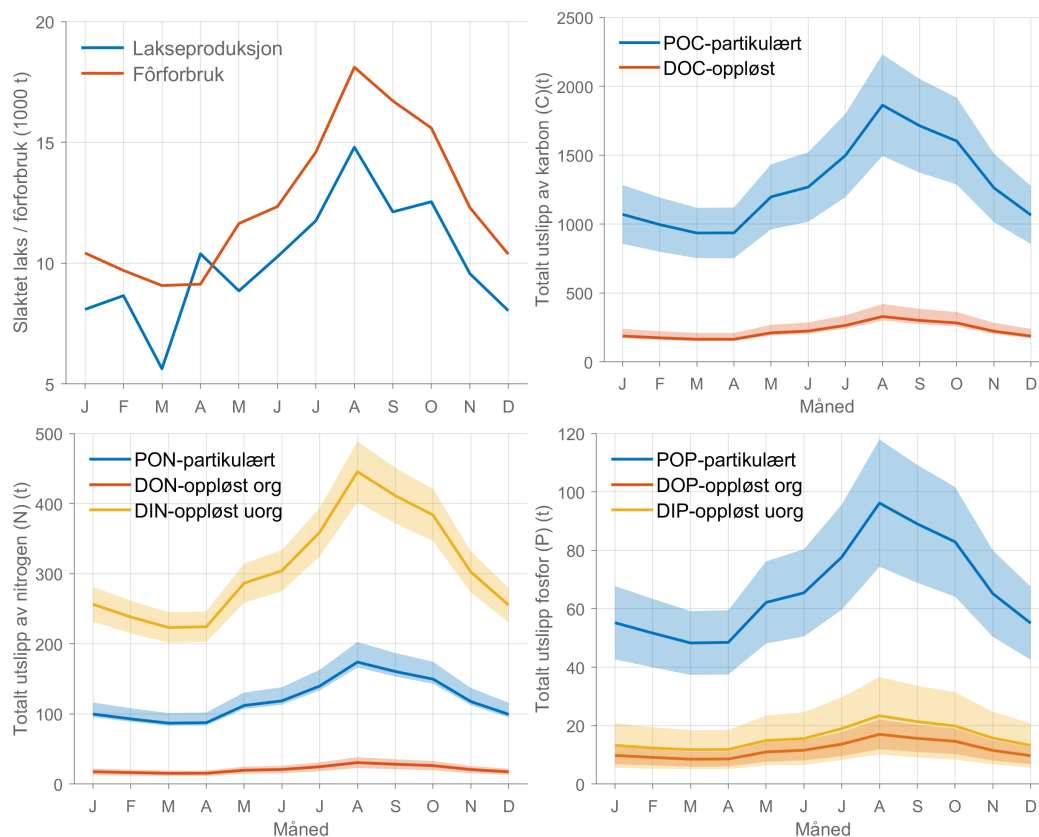 Slaktet laks / fôrforbruk (1000 t)
20
15
10
5
Lakseproduksjon
Fôrforbruk
J F M A M J J A S O N D
Totalt utslipp av karbon (C)(t)
2500
2000
1500
1000
500
0
POC-partikulært
DOC-oppløst
J F M A M J J A S O N D
Måned
Totalt utslipp av nitrogen (N) (t)
500
400
300
200
100
0
PON-partikulært
DON-oppløst org
DIN-oppløst uorg
J F M A M J J A S O N D
Måned
Totalt utslipp fosfor (P) (t)
120
100
80
60
40
20
0
POP-partikulært
DOP-oppløst org
DIP-oppløst uorg
J F M A M J J A S O N D
Måned